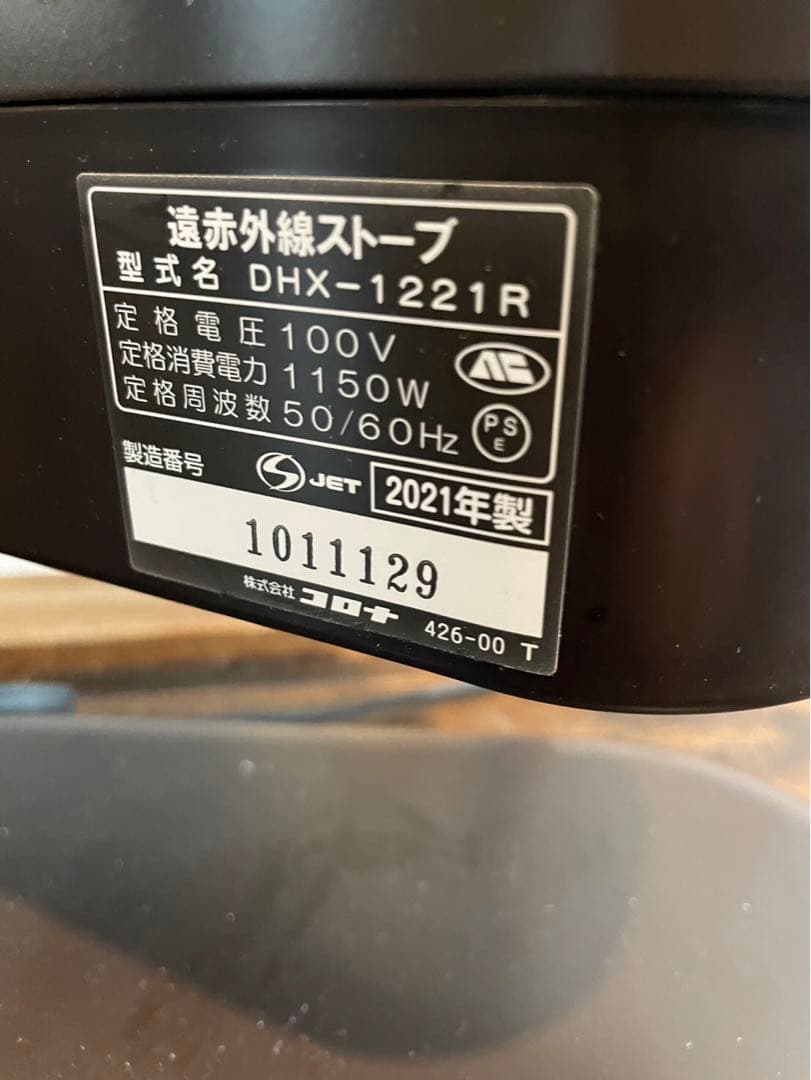 遠赤外線ストーブ
型式名 DHX-1221R
定格電圧 100V
定格消費電力 1150W
定格周波数 50/60Hz
PS
E
製造番号 S JET 2021年製
1011129
株式会社 コロナ 426-00 T